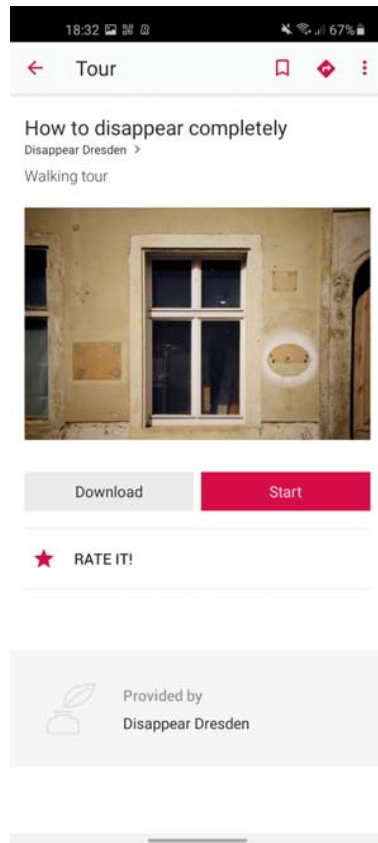 18:32 67%
Tour
How to disappear completely
Disappear Dresden >
Walking tour
Download Start
RATE IT!
Provided by
Disappear Dresden